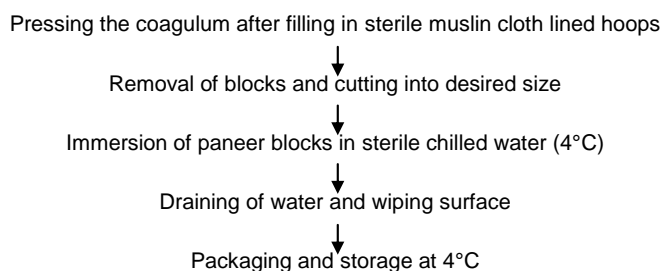 Pressing the coagulum after filling in sterile muslin cloth lined hoops
Removal of blocks and cutting into desired size
Immersion of paneer blocks in sterile chilled water (4°C)
Draining of water and wiping surface
Packaging and storage at 4°C